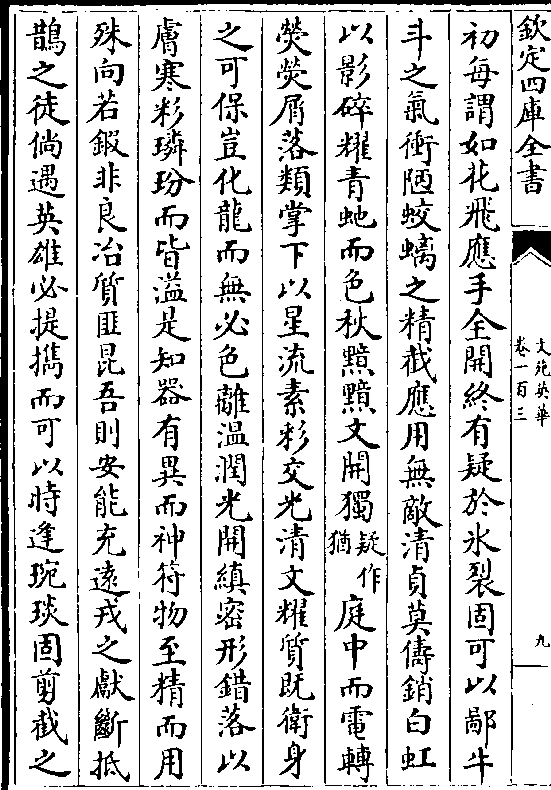 欽定四庫全書
文苑英華
卷一百三
九
初每謂如花飛應手全開終有疑於氷裂固可以鄙牛
斗之氣衝陋蛟螭之精截應用無敵清貞莫儔銷白虹
以影碎耀青虵而色秋黯黯文開獨疑作猶庭中而電轉
熒熒屑落類掌下以星流素彩交光清文耀質既衛身
之可保豈化龍而無必色離温潤光開縝密形錯落以
膚寒彩璘玢而皆溢是知器有異而神符物至精而用
殊向若鍜非良冶質匪昆吾則安能充遠戎之獻斷抵
鵲之徒倘遇英雄必提擕而可以時逢琬琰固剪截之